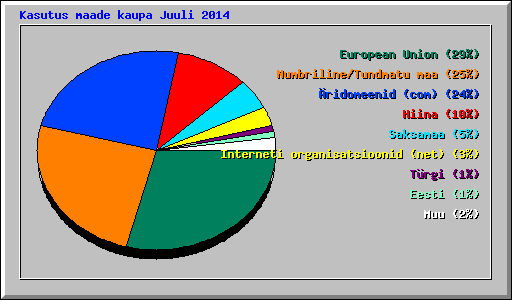 Kasutus maade kaupa Juuli 2014
European Union (29%)
Numbriline/Tundmatu maa (25%)
Äridomeenid (com) (24%)
Hiina (10%)
Saksamaa (5%)
Interneti organisatsioonid (net) (3%)
Türgi (1%)
Eesti (1%)
Muu (2%)